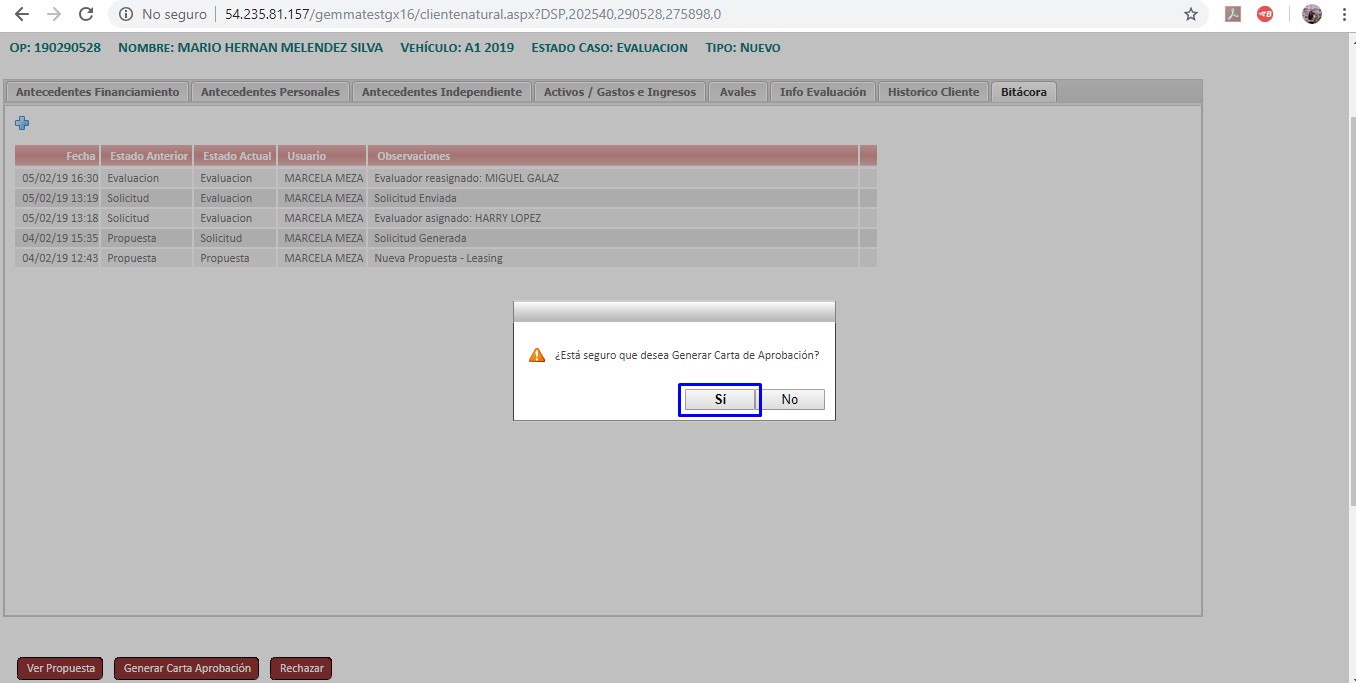 No seguro | 54.235.81.157/gemmatestgx16/clientenatural.aspx?DSP,202540,290528,275898,0
OP: 190290528 NOMBRE: MARIO HERNAN MELENDEZ SILVA VEHÍCULO: A1 2019 ESTADO CASO: EVALUACION TIPO: NUEVO
Antecedentes Financiamiento Antecedentes Personales Antecedentes Independiente Activos / Gastos e Ingresos Avales Info Evaluación Historico Cliente Bitácora
Fecha Estado Anterior Estado Actual Usuario Observaciones
05/02/19 16:30 Evaluacion Evaluacion MARCELA MEZA Evaluador reasignado: MIGUEL GALAZ
05/02/19 13:19 Solicitud Evaluacion MARCELA MEZA Solicitud Enviada
05/02/19 13:18 Solicitud Evaluacion MARCELA MEZA Evaluador asignado: HARRY LOPEZ
04/02/19 15:35 Propuesta Solicitud MARCELA MEZA Solicitud Generada
04/02/19 12:43 Propuesta Propuesta MARCELA MEZA Nueva Propuesta - Leasing
¿Está seguro que desea Generar Carta de Aprobación?
Sí No
Ver Propuesta Generar Carta Aprobación Rechazar